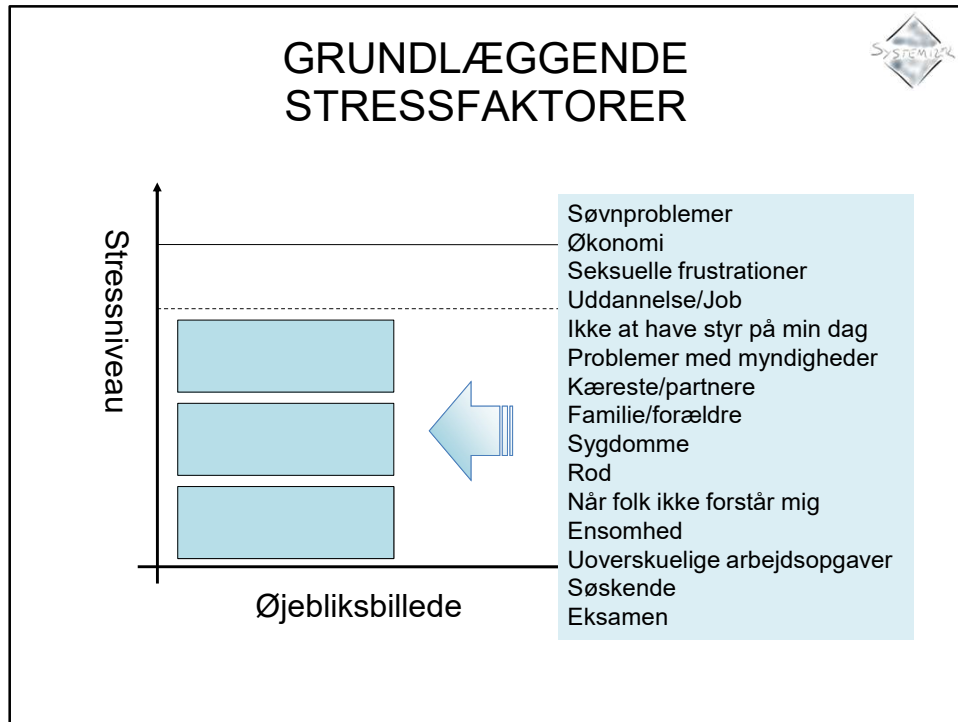 GRUNDLÆGGENDE
STRESSFAKTORER
SYSTEMIZER
Stressniveau
Søvnproblemer
Økonomi
Seksuelle frustrationer
Uddannelse/Job
Ikke at have styr på min dag
Problemer med myndigheder
Kæreste/partnere
Familie/forældre
Sygdomme
Rod
Når folk ikke forstår mig
Ensomhed
Uoverskuelige arbejdsopgaver
Søskende
Eksamen
Øjebliksbillede